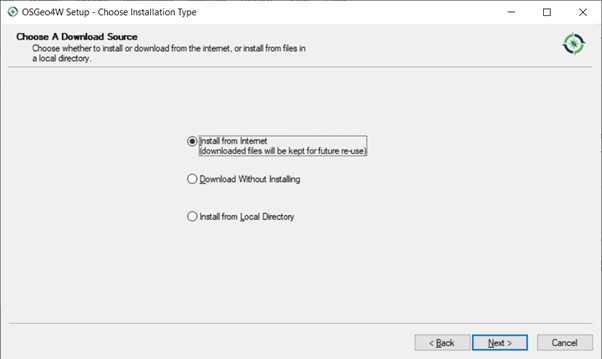 OSGeo4W Setup - Choose Installation Type
Choose A Download Source
Choose whether to install or download from the internet, or install from files in
a local directory.
Install from Internet
(downloaded files will be kept for future re-use)
Download Without Installing
Install from Local Directory
< Back Next > Cancel